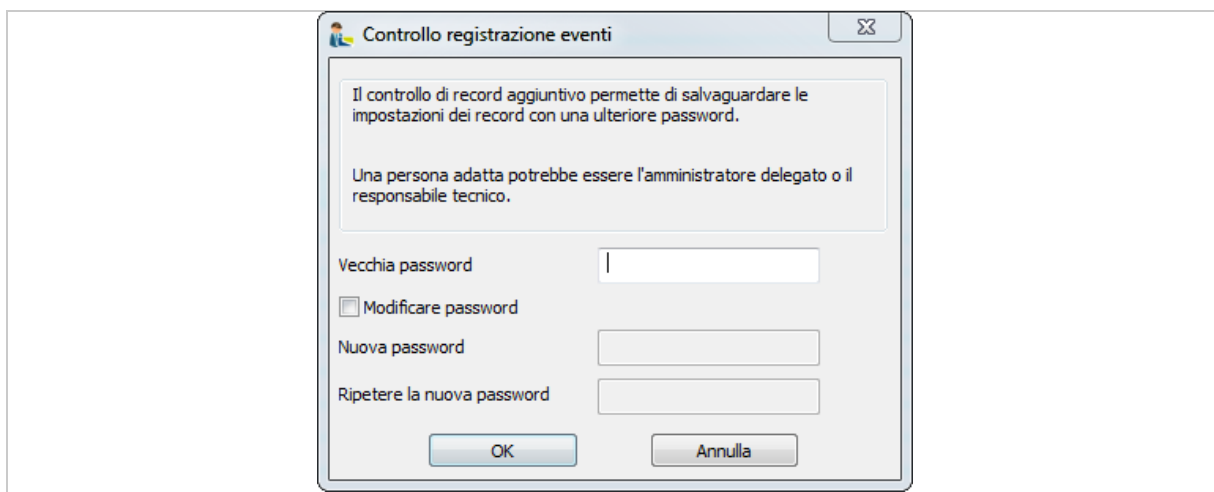 Controllo registrazione eventi
Il controllo di record aggiuntivo permette di salvaguardare le
impostazioni dei record con una ulteriore password.
Una persona adatta potrebbe essere l'amministratore delegato o il
responsabile tecnico.
Vecchia password
Modificare password
Nuova password
Ripetere la nuova password
OK
Annulla